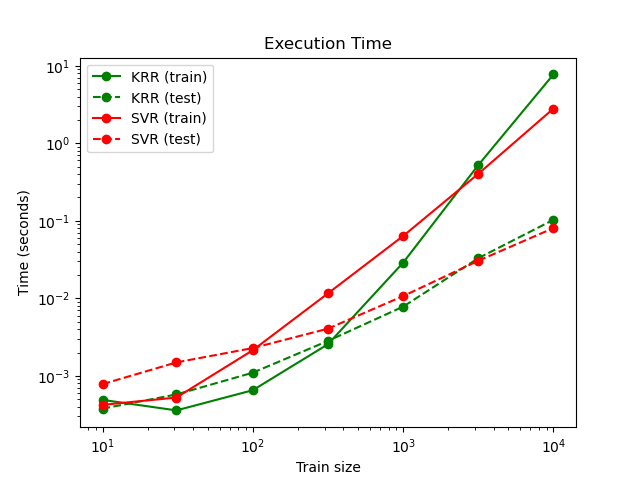 Execution Time
KRR (train)
KRR (test)
SVR (train)
SVR (test)
Time (seconds)
10¹
10⁰
10⁻¹
10⁻²
10⁻³
10¹ 10² 10³ 10⁴
Train size